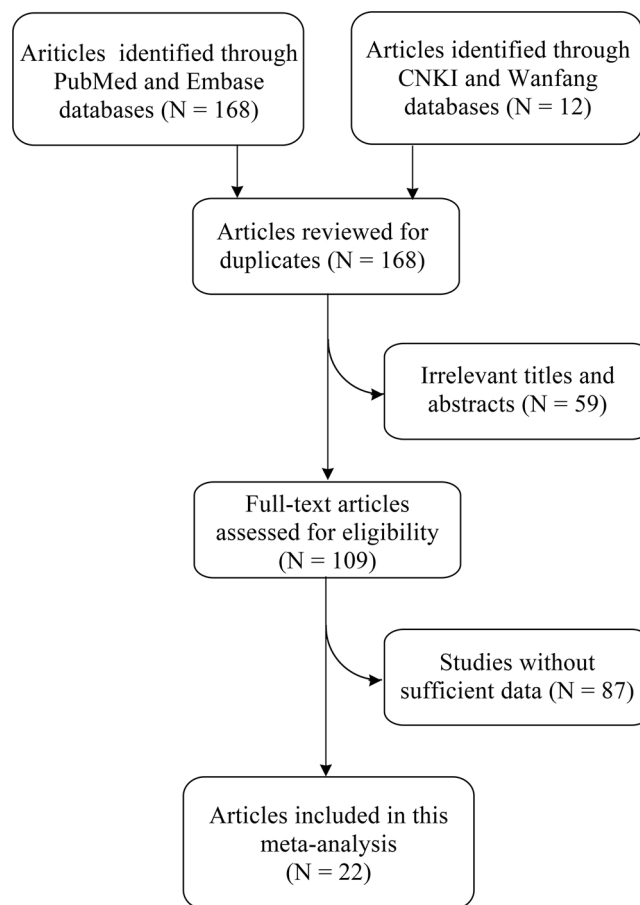 Ariticles identified through
PubMed and Embase
databases (N = 168)
Articles identified through
CNKI and Wanfang
databases (N = 12)
Articles reviewed for
duplicates (N = 168)
Irrelevant titles and
abstracts (N = 59)
Full-text articles
assessed for eligibility
(N = 109)
Studies without
sufficient data (N = 87)
Articles included in this
meta-analysis
(N = 22)